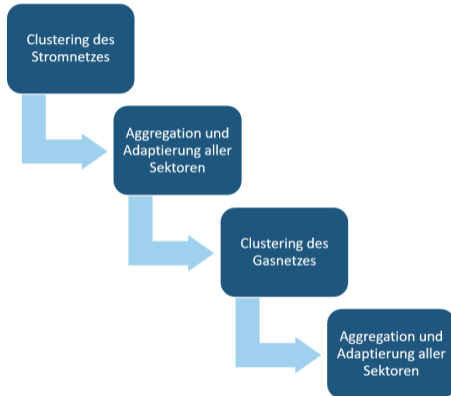 Clustering des
Stromnetzes
Aggregation und
Adaptierung aller
Sektoren
Clustering des
Gasnetzes
Aggregation und
Adaptierung aller
Sektoren